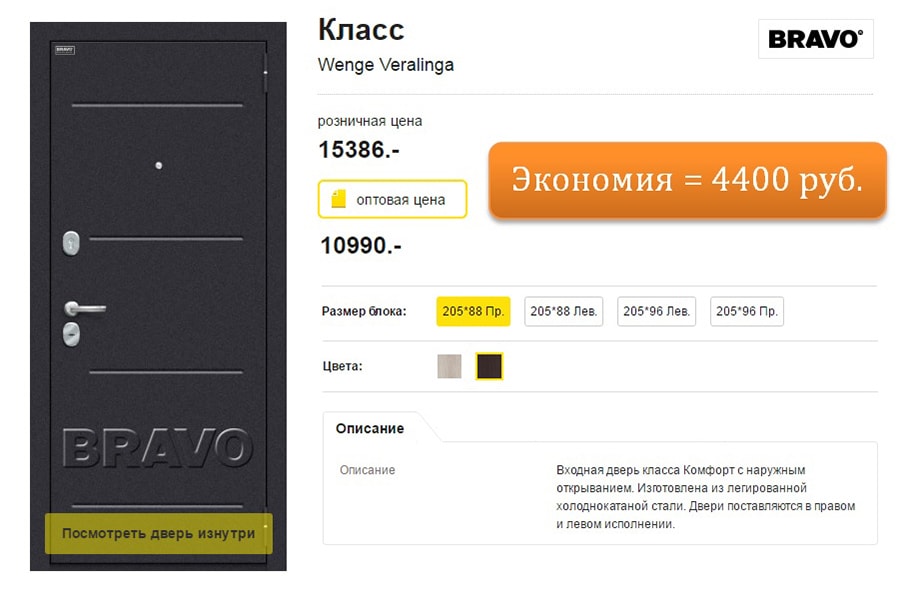 BRAVO
Класс
Wenge Veralinga
BRAVO
розничная цена
15386.-
Экономия = 4400 руб.
оптовая цена
10990.-
Размер блока: 205*88 Пр. 205*88 Лев. 205*96 Лев. 205*96 Пр.
Цвета:
BRAVO
Посмотреть дверь изнутри
Описание
Описание
Входная дверь класса Комфорт с наружным
открыванием. Изготовлена из легированной
холоднокатаной стали. Двери поставляются в правом
и левом исполнении.